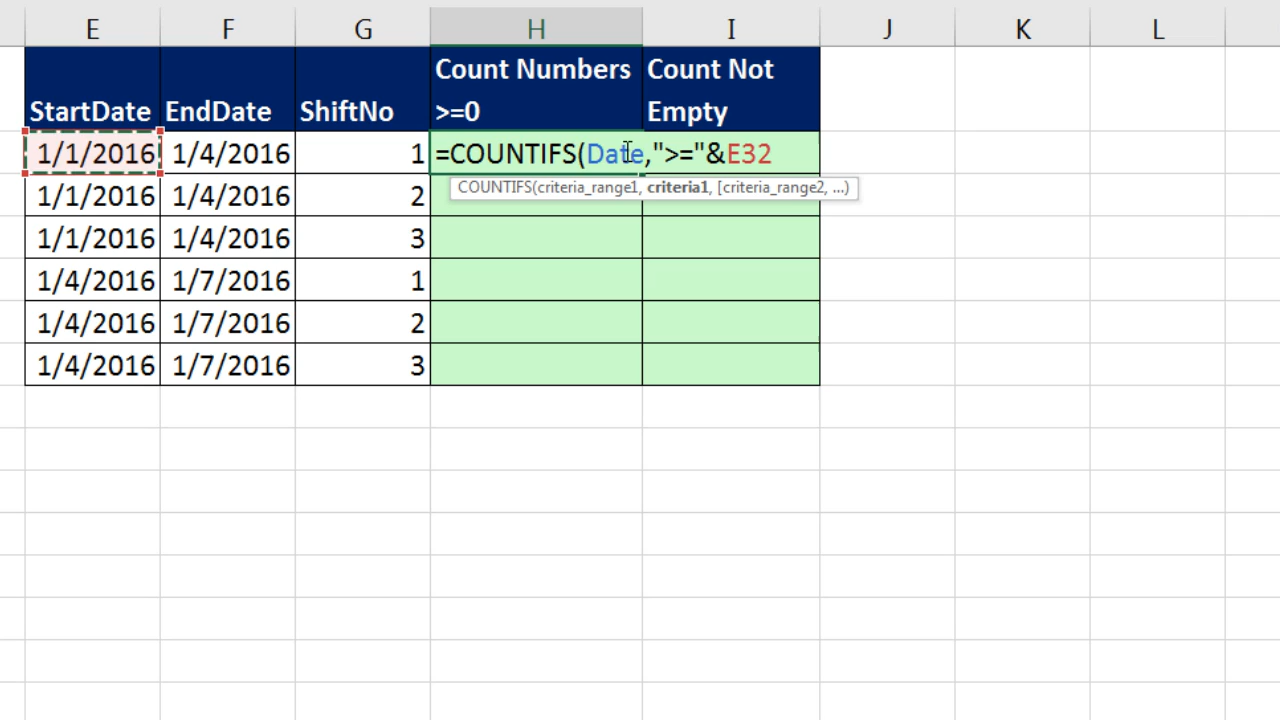 E F G H I J K L
StartDate EndDate ShiftNo Count Numbers >=0 Count Not Empty
1/1/2016 1/4/2016 1 =COUNTIFS(Date,">="&E32
COUNTIFS(criteria_range1, criteria1, [criteria_range2, ...)
1/1/2016 1/4/2016 2
1/1/2016 1/4/2016 3
1/4/2016 1/7/2016 1
1/4/2016 1/7/2016 2
1/4/2016 1/7/2016 3